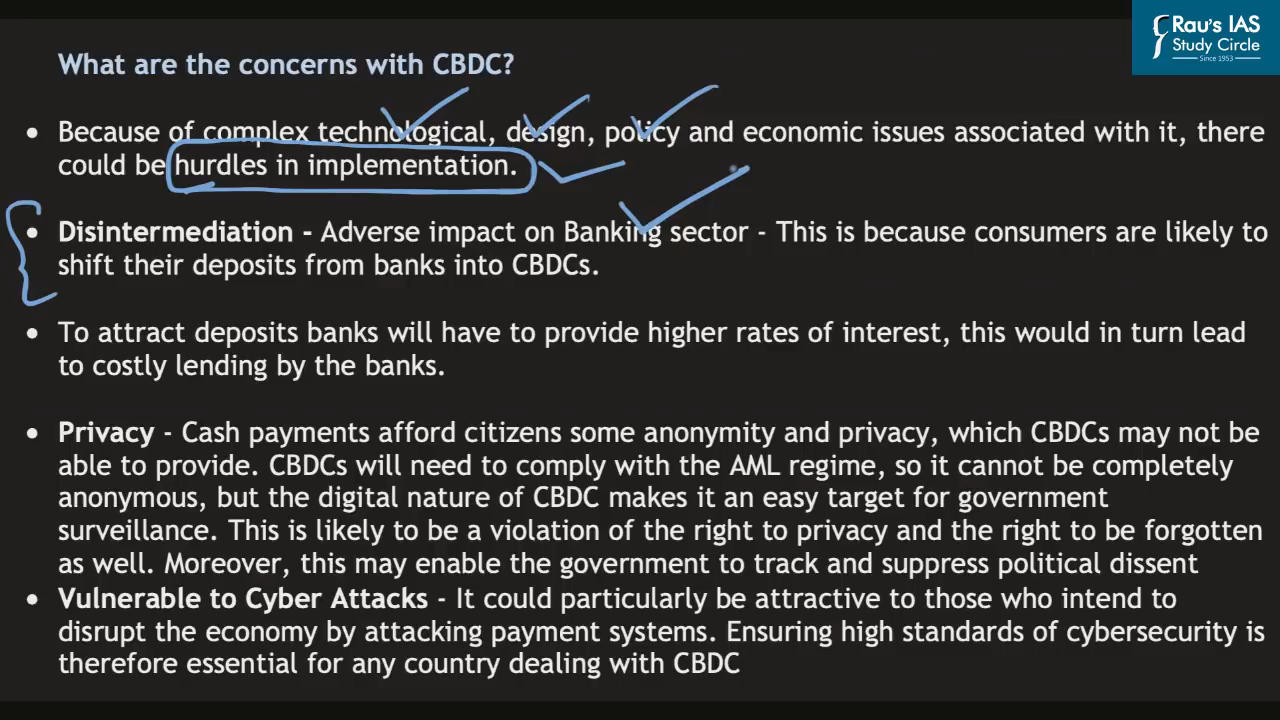 Rau's IAS
Study Circle
Since 1953
What are the concerns with CBDC?
• Because of complex technological, design, policy and economic issues associated with it, there
could be hurdles in implementation.
• Disintermediation - Adverse impact on Banking sector - This is because consumers are likely to
shift their deposits from banks into CBDCs.
• To attract deposits banks will have to provide higher rates of interest, this would in turn lead
to costly lending by the banks.
• Privacy - Cash payments afford citizens some anonymity and privacy, which CBDCs may not be
able to provide. CBDCs will need to comply with the AML regime, so it cannot be completely
anonymous, but the digital nature of CBDC makes it an easy target for government
surveillance. This is likely to be a violation of the right to privacy and the right to be forgotten
as well. Moreover, this may enable the government to track and suppress political dissent
• Vulnerable to Cyber Attacks - It could particularly be attractive to those who intend to
disrupt the economy by attacking payment systems. Ensuring high standards of cybersecurity is
therefore essential for any country dealing with CBDC